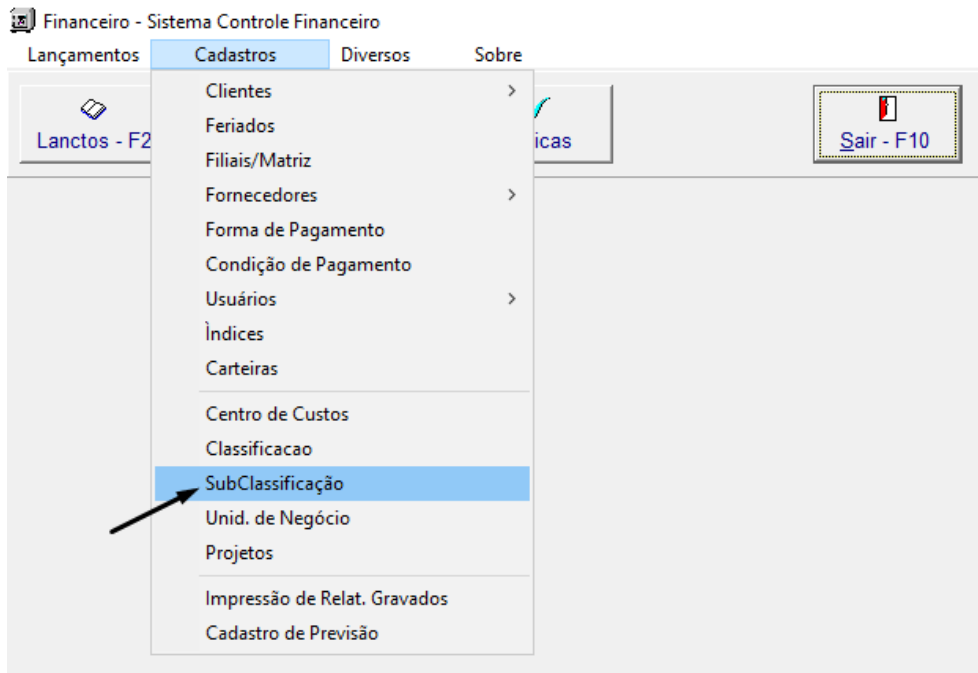 Financeiro - Sistema Controle Financeiro
Lançamentos Cadastros Diversos Sobre
Lanctos - F2 icas Sair - F10
Clientes
Feriados
Filiais/Matriz
Fornecedores
Forma de Pagamento
Condição de Pagamento
Usuários
Ìndices
Carteiras
Centro de Custos
Classificacao
SubClassificação
Unid. de Negócio
Projetos
Impressão de Relat. Gravados
Cadastro de Previsão